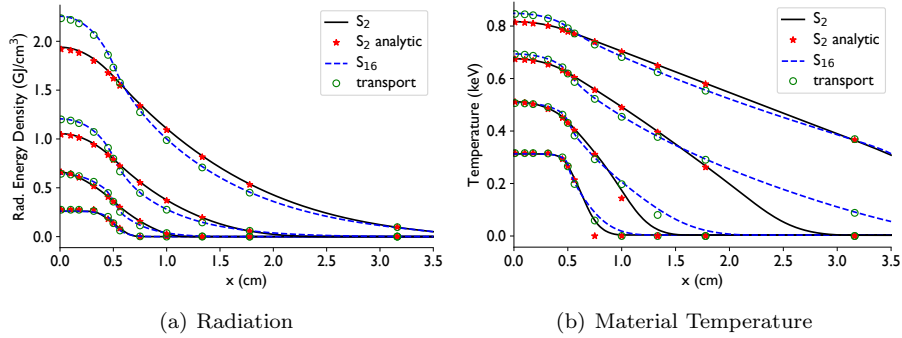 Rad. Energy Density (GJ/cm³)
2.0
1.5
1.0
0.5
0.0
0.0 0.5 1.0 1.5 2.0 2.5 3.0 3.5
x (cm)
S₂
S₂ analytic
S₁₆
transport
(a) Radiation
Temperature (keV)
0.8
0.6
0.4
0.2
0.0
0.0 0.5 1.0 1.5 2.0 2.5 3.0 3.5
x (cm)
S₂
S₂ analytic
S₁₆
transport
(b) Material Temperature